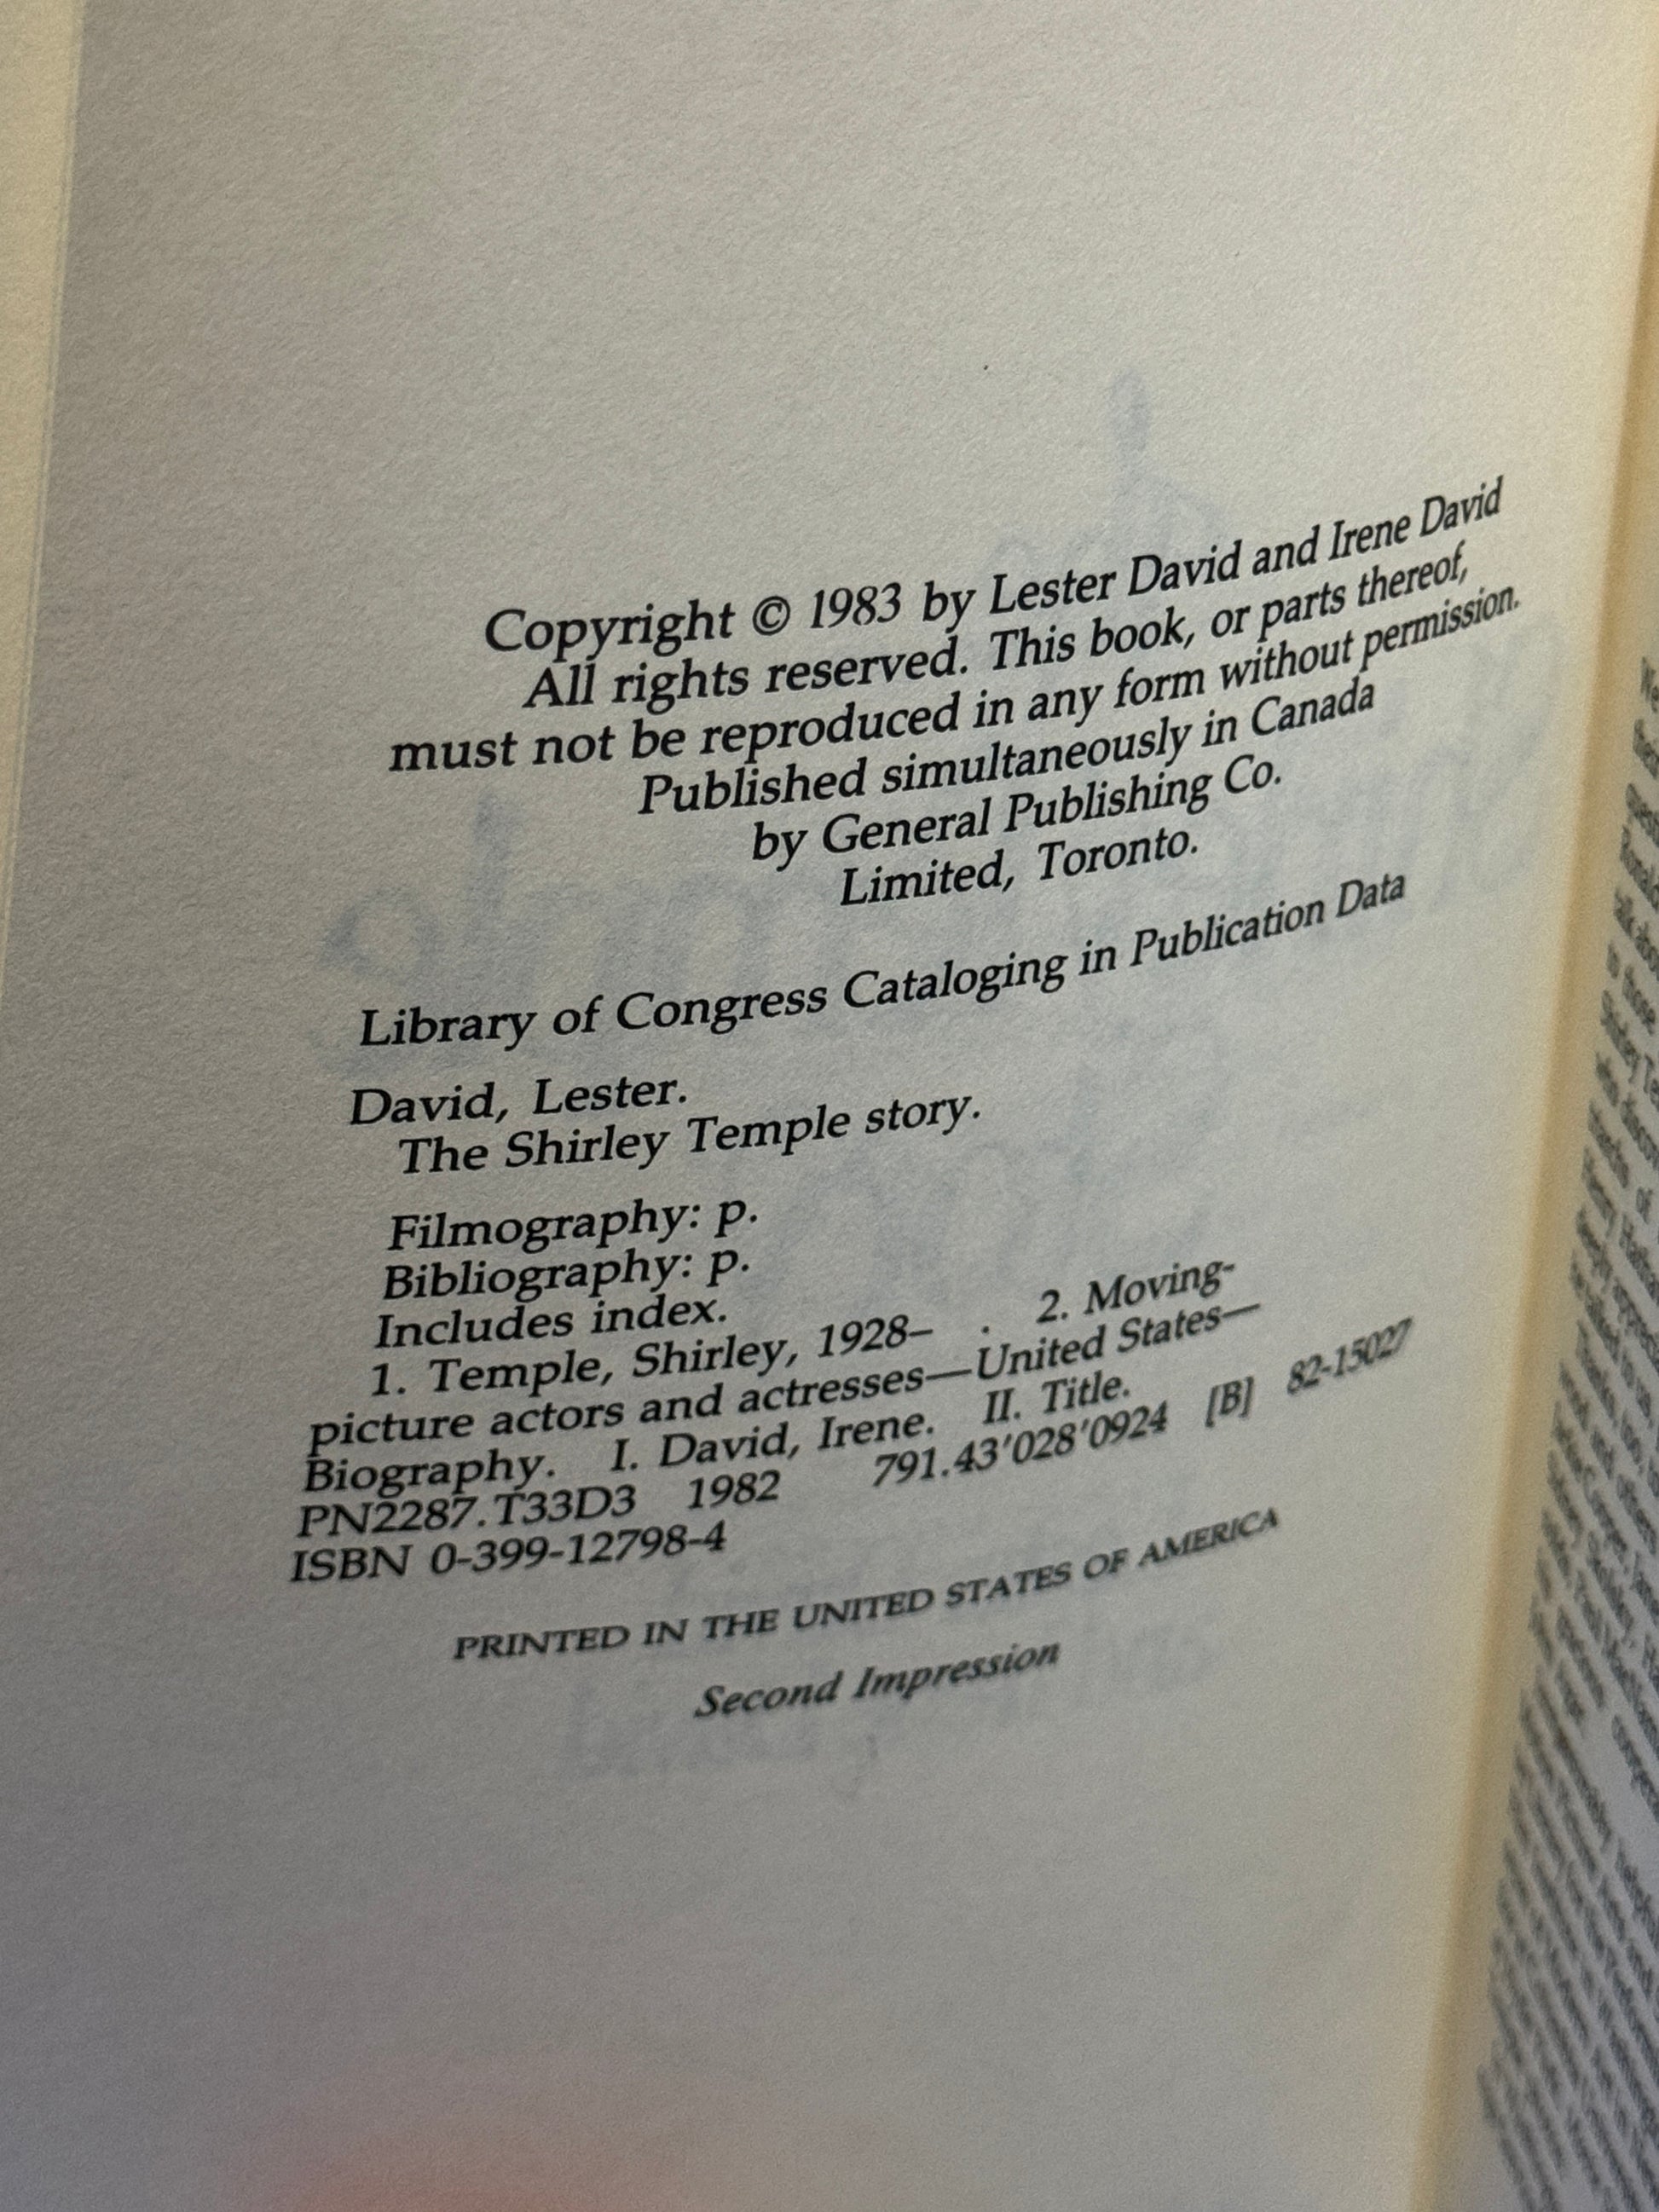 Copyright © 1983 by Lester David and Irene David
All rights reserved. This book, or parts thereof,
must not be reproduced in any form without permission.
Published simultaneously in Canada
by General Publishing Co.
Limited, Toronto.
Library of Congress Cataloging in Publication Data
David, Lester.
The Shirley Temple story.
Filmography: p.
Bibliography: p.
Includes index.
1. Temple, Shirley, 1928– . 2. Moving-
picture actors and actresses—United States—
Biography. I. David, Irene. II. Title.
PN2287.T33D3 1982 791.43'028'0924 [B] 82-15027
ISBN 0-399-12798-4
PRINTED IN THE UNITED STATES OF AMERICA
Second Impression